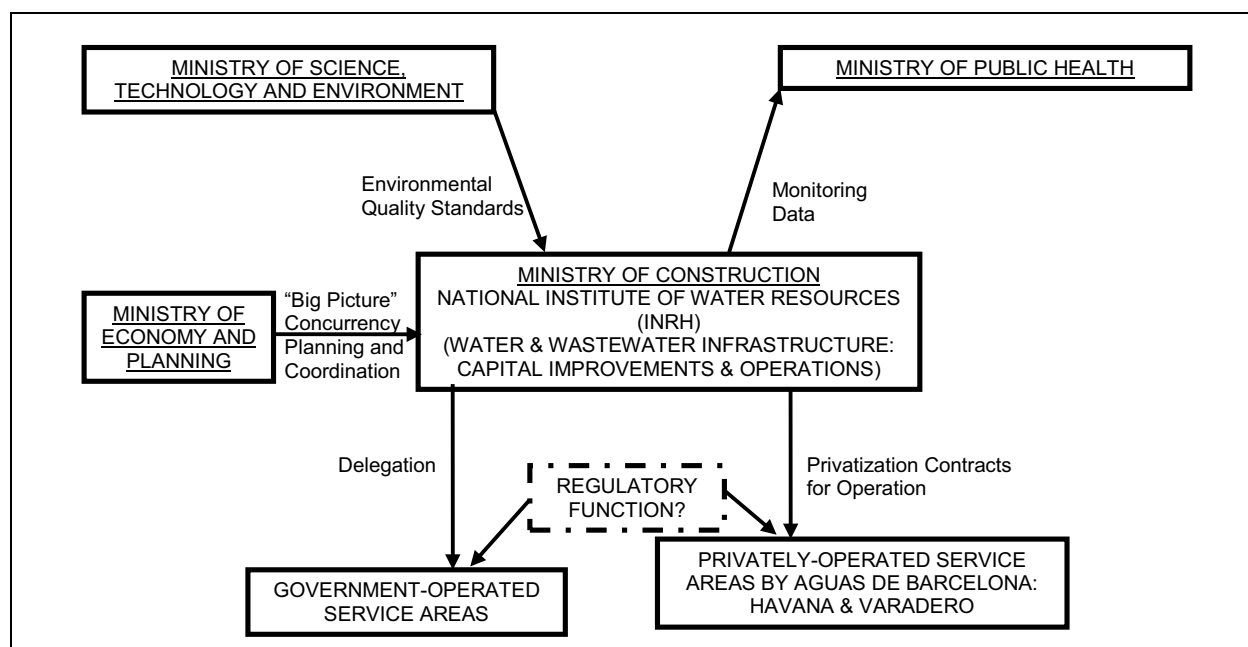 MINISTRY OF SCIENCE,
TECHNOLOGY AND ENVIRONMENT
MINISTRY OF PUBLIC HEALTH
Environmental
Quality Standards
Monitoring
Data
MINISTRY OF
ECONOMY AND
PLANNING
“Big Picture”
Concurrency
Planning and
Coordination
MINISTRY OF CONSTRUCTION
NATIONAL INSTITUTE OF WATER RESOURCES
(INRH)
(WATER & WASTEWATER INFRASTRUCTURE:
CAPITAL IMPROVEMENTS & OPERATIONS)
Delegation
REGULATORY
FUNCTION?
Privatization Contracts
for Operation
GOVERNMENT-OPERATED
SERVICE AREAS
PRIVATELY-OPERATED SERVICE
AREAS BY AGUAS DE BARCELONA:
HAVANA & VARADERO